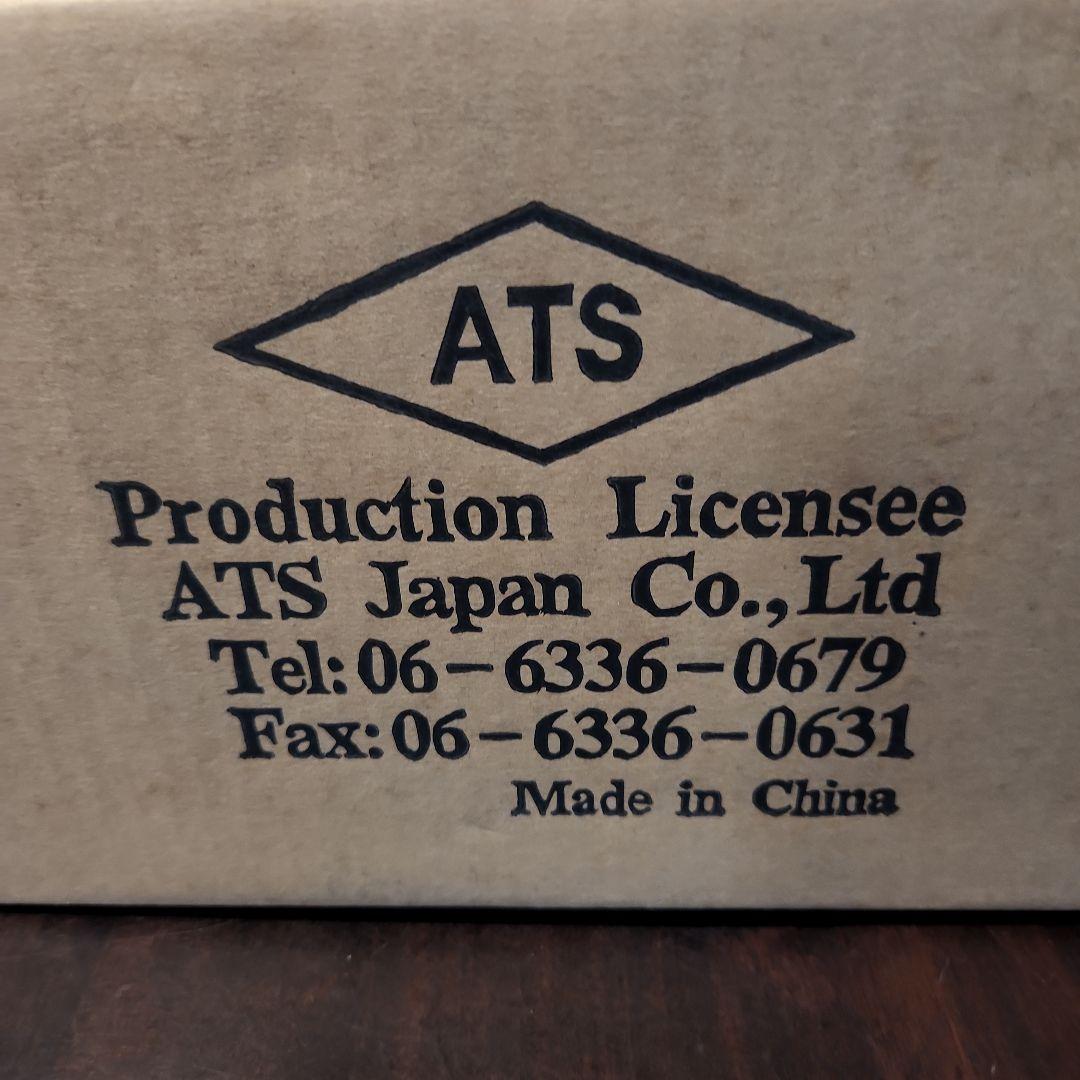 ATS
Production Licensee
ATS Japan Co.,Ltd
Tel:06-6336-0679
Fax:06-6336-0631
Made in China